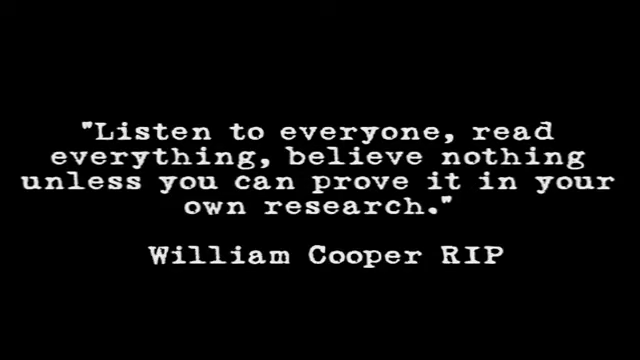 "Listen to everyone, read
everything, believe nothing
unless you can prove it in your
own research."
William Cooper RIP